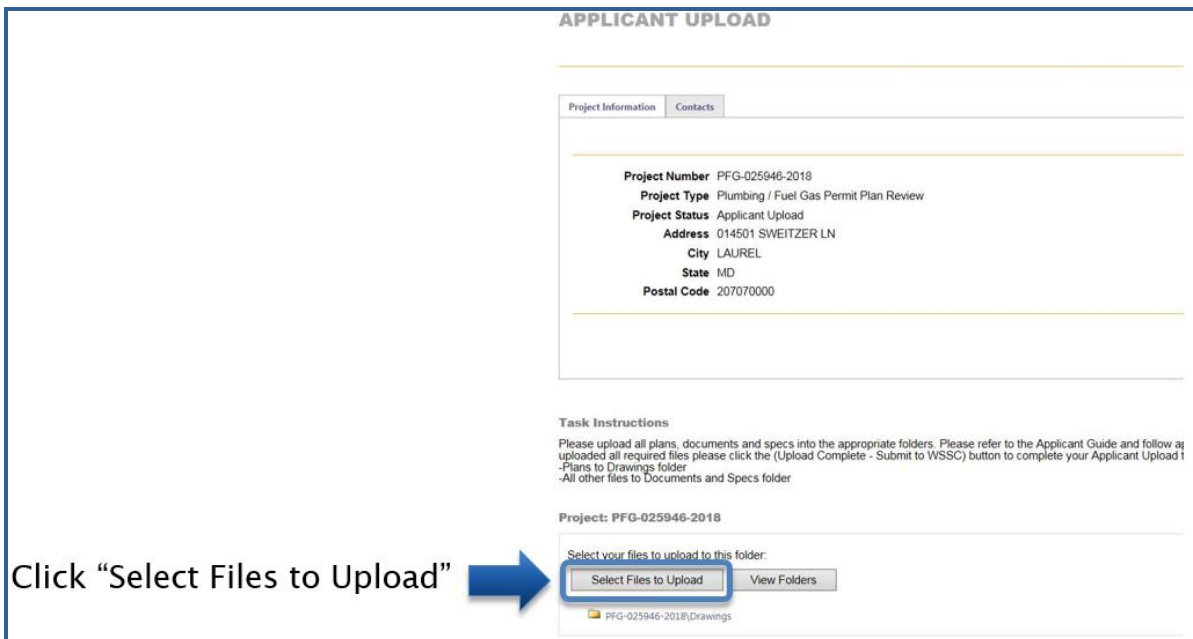 APPLICANT UPLOAD
Project Information Contacts
Project Number PFG-025946-2018
Project Type Plumbing / Fuel Gas Permit Plan Review
Project Status Applicant Upload
Address 014501 SWEITZER LN
City LAUREL
State MD
Postal Code 207070000
Task Instructions
Please upload all plans, documents and specs into the appropriate folders. Please refer to the Applicant Guide and follow
uploaded all required files please click the (Upload Complete - Submit to WSSC) button to complete your Applicant Upload
-Plans to Drawings folder
-All other files to Documents and Specs folder
Project: PFG-025946-2018
Select your files to upload to this folder:
Click “Select Files to Upload” Select Files to Upload View Folders
PFG-025946-2018\Drawings